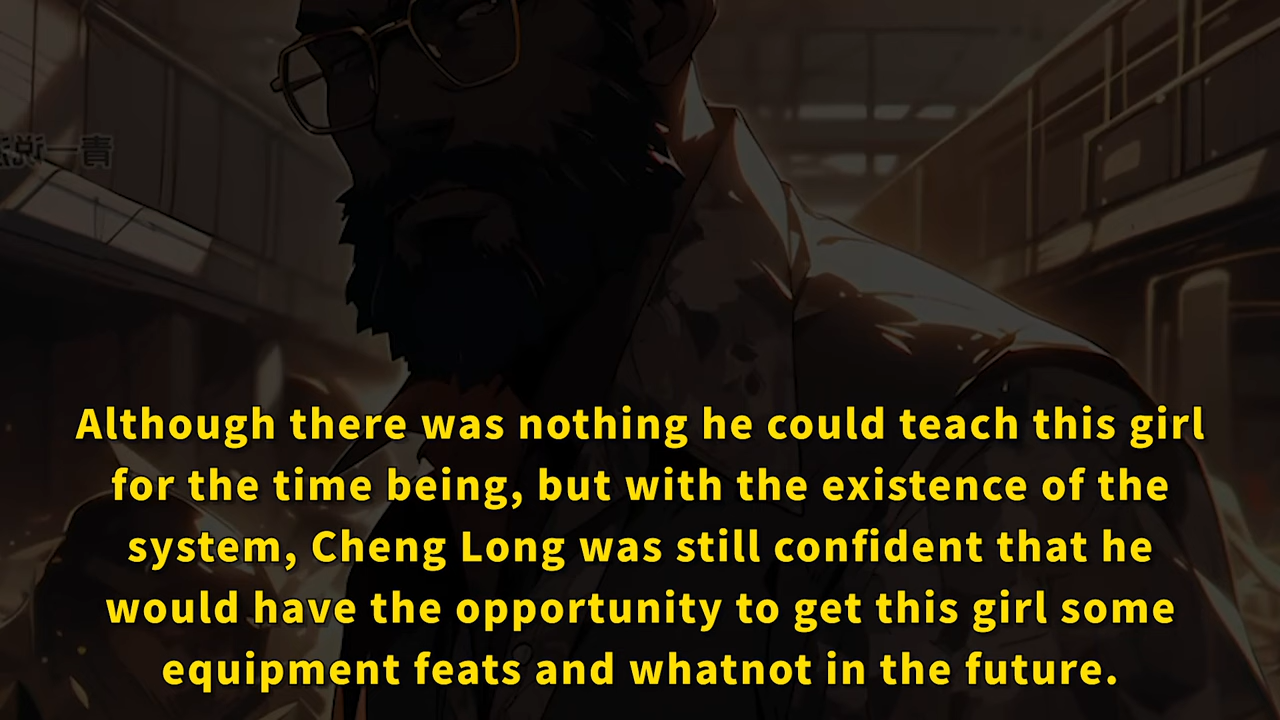 Although there was nothing he could teach this girl
for the time being, but with the existence of the
system, Cheng Long was still confident that he
would have the opportunity to get this girl some
equipment feats and whatnot in the future.